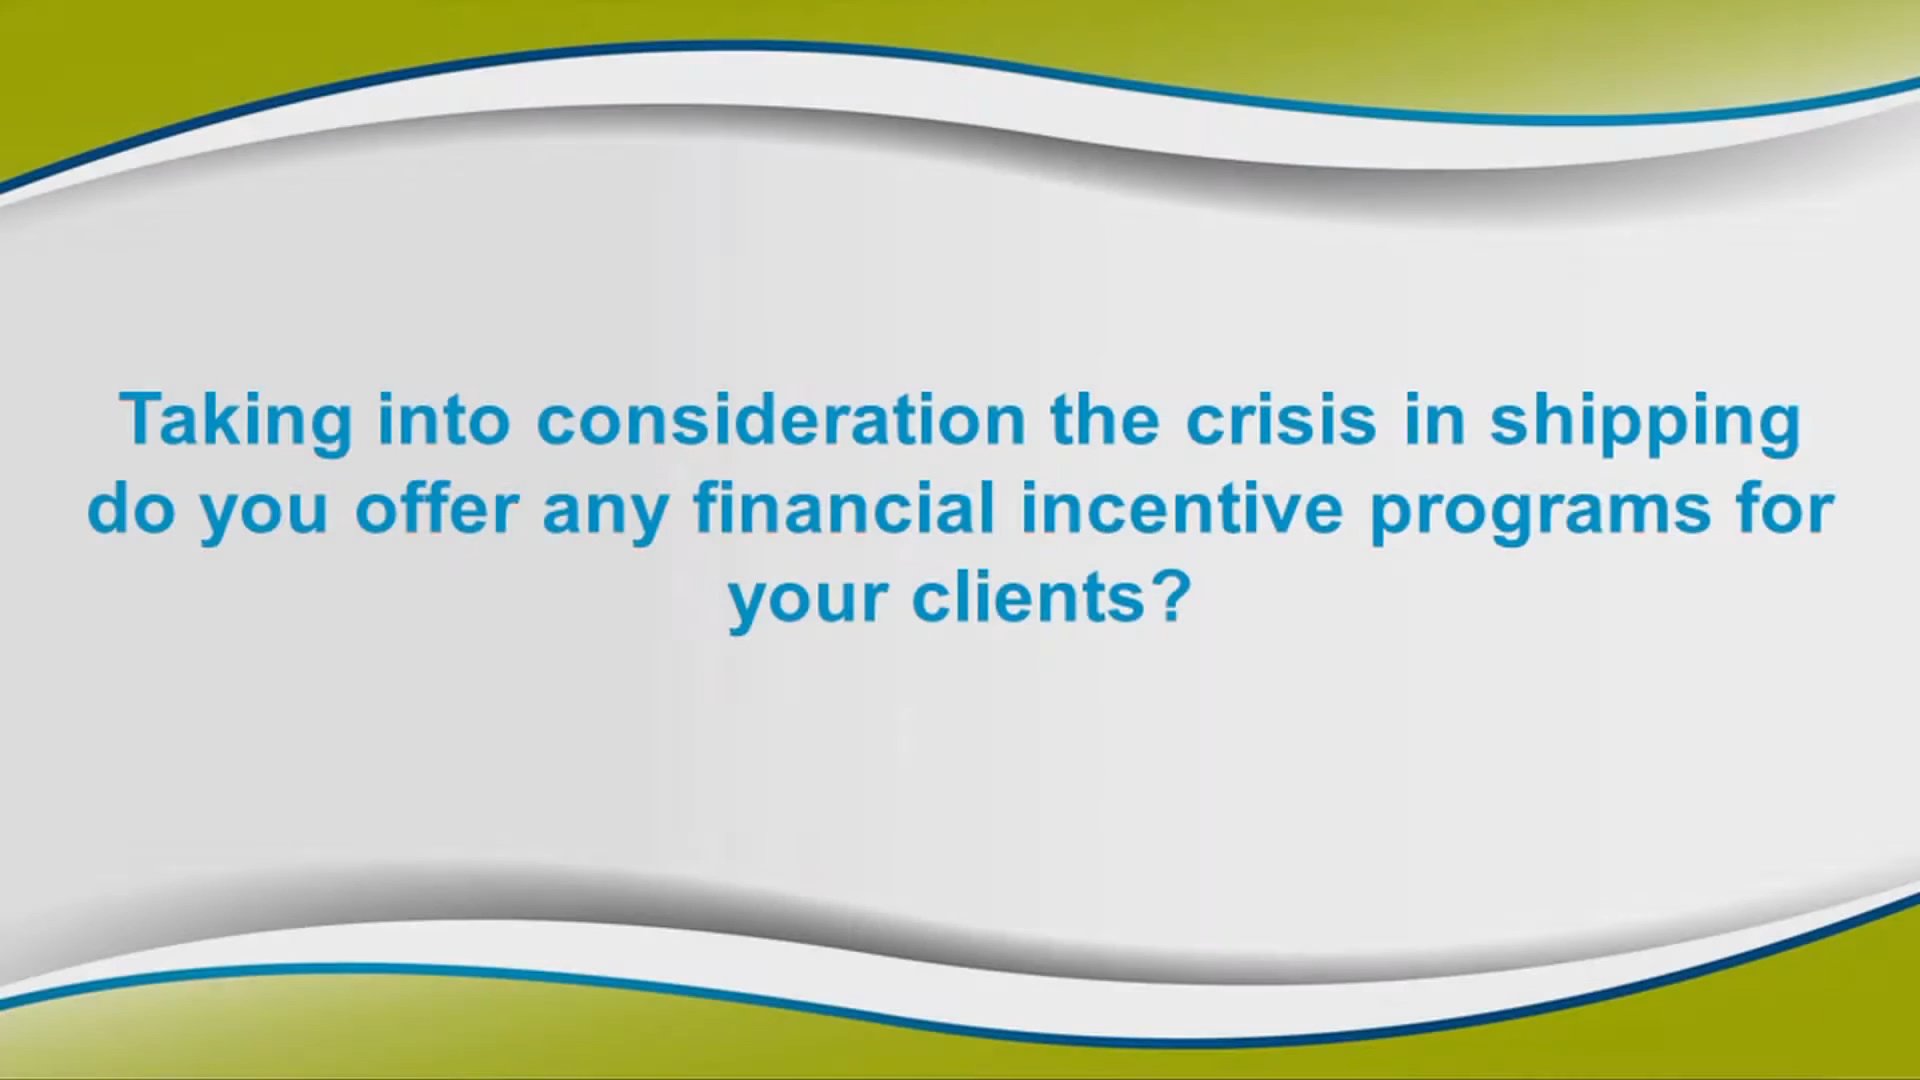 Taking into consideration the crisis in shipping
do you offer any financial incentive programs for
your clients?